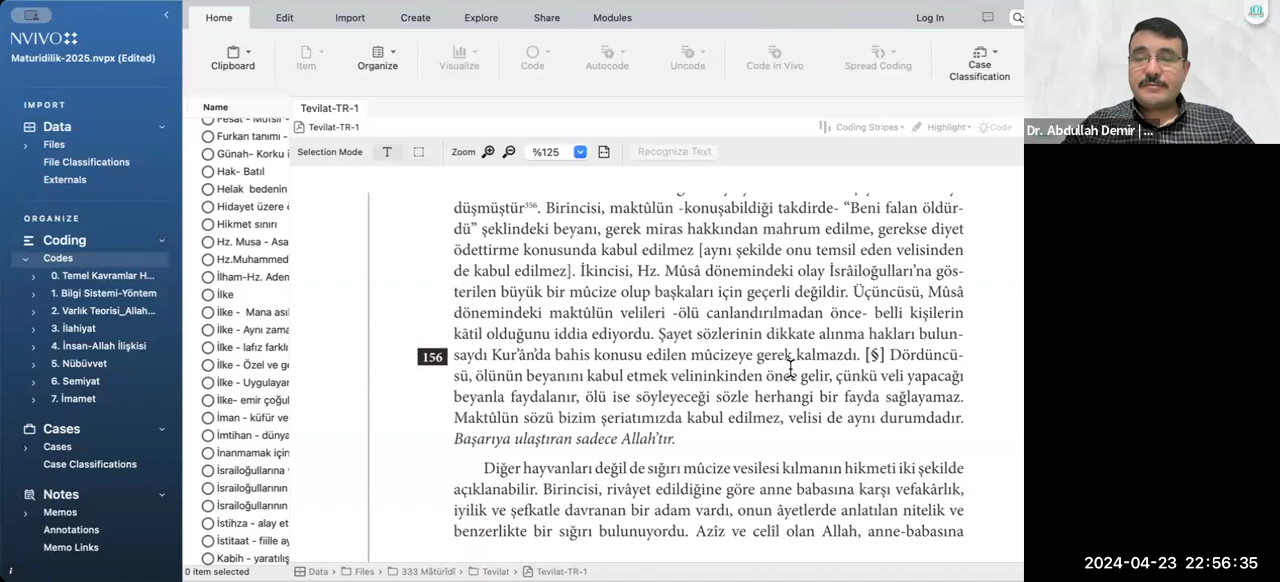 NVIVO
Maturidilik-2025.nvpx (Edited)
IMPORT
Data
Files
File Classifications
Externals
ORGANIZE
Coding
Codes
0. Temel Kavramlar H...
1. Bilgi Sistemi-Yöntem
2. Varlık Teorisi_Allah...
3. İlahiyat
4. İnsan-Allah İlişkisi
5. Nübüvvet
6. Semiyat
7. İmamet
Cases
Cases
Case Classifications
Notes
Memos
Annotations
Memo Links
Home Edit Import Create Explore Share Modules Log In
Clipboard Item Organize Visualize Code Autocode Uncode Code In Vivo Spread Coding Case Classification
Name
Furkan tanımı -
Günah- Korku i
Hak- Batıl
Helak bedenin
Hidayet üzere ö
Hikmet sınırı
Hz. Musa - Asa
Hz.Muhammed
İlham-Hz. Adem
İlke
İlke - Mana asıl
İlke - Aynı zama
İlke - lafız farklı
İlke - Özel ve ge
İlke - Uygulayar
İlke- emir çoğul
İman - küfür ve
İmtihan - dünya
İnanmamak için
İsrailoğullarına v
İsrailoğullarının
İsrailoğullarının
İstihza - alay et
İstitaat - fiille ay
Kabih - yaratılış
0 item selected
Tevilat-TR-1
Tevilat-TR-1
Coding Stripes Highlight Code
Selection Mode T Zoom %125 Recognize Text
düşmüştür356. Birincisi, maktûlün -konuşabildiği takdirde- “Beni falan öldür-
dü” şeklindeki beyanı, gerek miras hakkından mahrum edilme, gerekse diyet
ödettirme konusunda kabul edilmez [aynı şekilde onu temsil eden velisinden
de kabul edilmez]. İkincisi, Hz. Mûsâ dönemindeki olay İsrâiloğulları’na gös-
terilen büyük bir mûcize olup başkaları için geçerli değildir. Üçüncüsü, Mûsâ
dönemindeki maktûlün velileri -ölü canlandırılmadan önce- belli kişilerin
kātil olduğunu iddia ediyordu. Şayet sözlerinin dikkate alınma hakları bulun-
156 saydı Kur’ân’da bahis konusu edilen mûcizeye gerek kalmazdı. [§] Dördüncü-
sü, ölünün beyanını kabul etmek velininkinden önce gelir, çünkü veli yapacağı
beyanla faydalanır, ölü ise söyleyeceği sözle herhangi bir fayda sağlayamaz.
Maktûlün sözü bizim şeriatımızda kabul edilmez, velisi de aynı durumdadır.
Başarıya ulaştıran sadece Allah’tır.
Diğer hayvanları değil de sığırı mûcize vesilesi kılmanın hikmeti iki şekilde
açıklanabilir. Birincisi, rivâyet edildiğine göre anne babasına karşı vefakârlık,
iyilik ve şefkatle davranan bir adam vardı, onun âyetlerde anlatılan nitelik ve
benzerlikte bir sığırı bulunuyordu. Azîz ve celîl olan Allah, anne-babasına
Data > Files > 333 Mâtürîdî > Tevilat > Tevilat-TR-1
Dr. Abdullah Demir | ...
2024-04-23 22:56:35